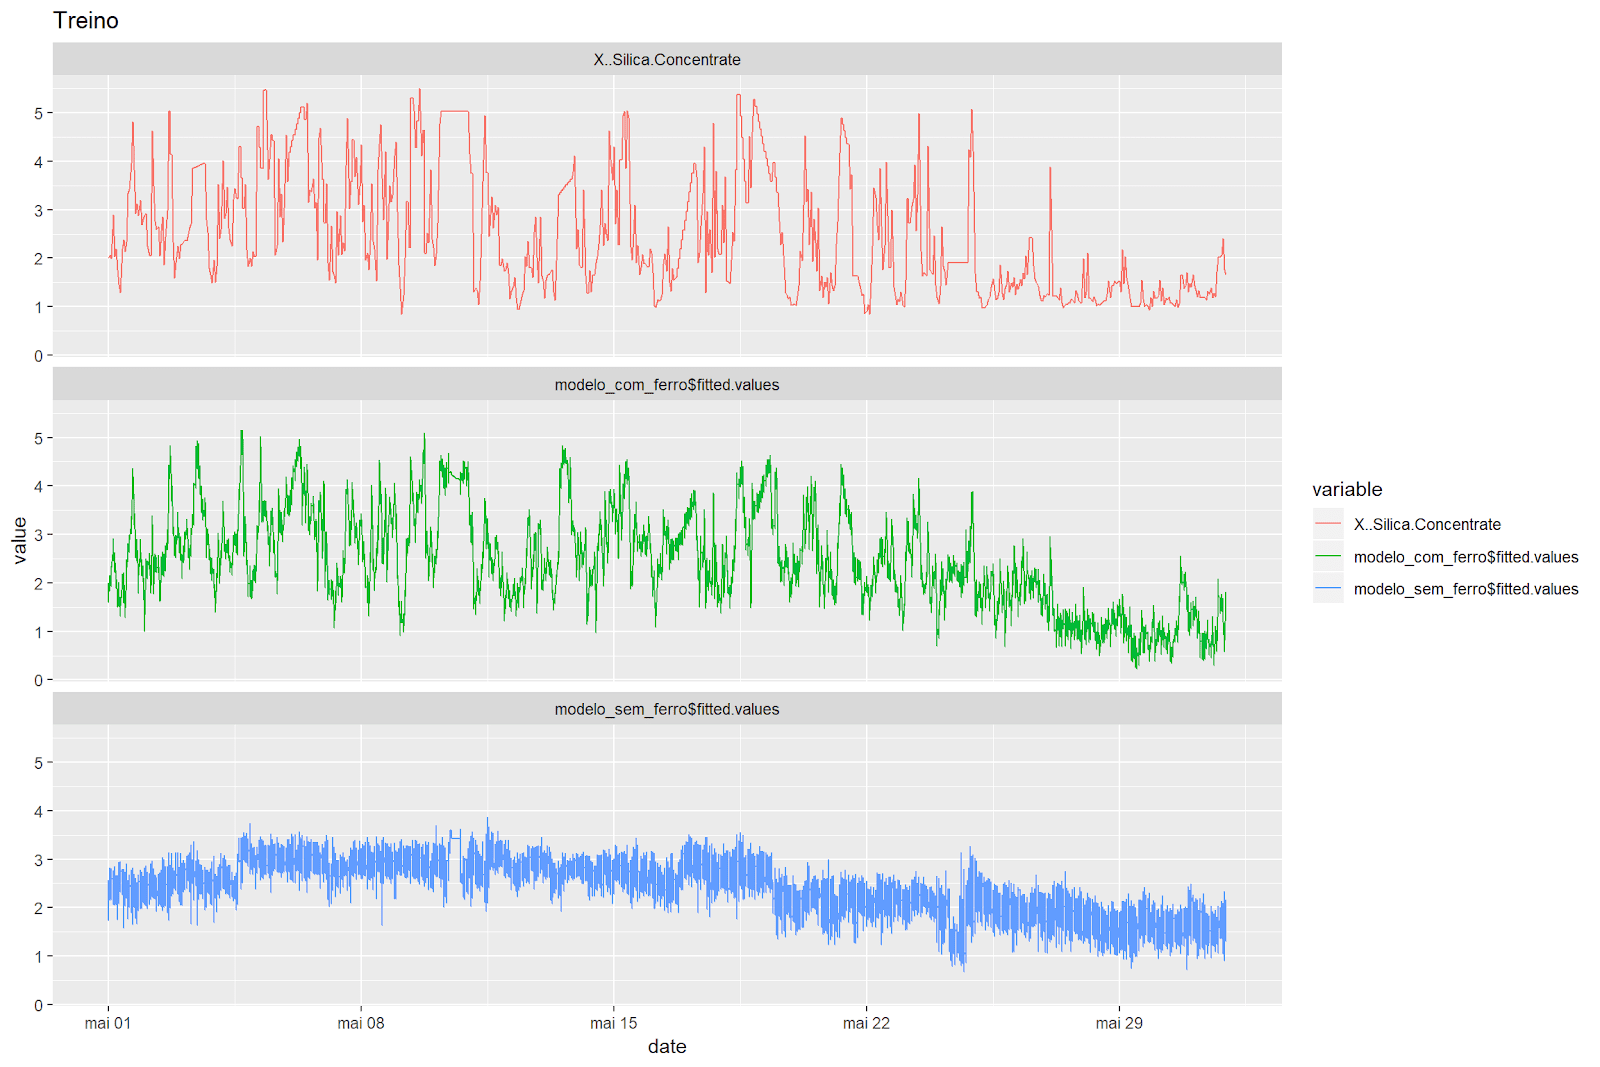 Treino
X..Silica.Concentrate
5
4
3
2
1
0
modelo_com_ferro$fitted.values
5
4
3
2
1
0
modelo_sem_ferro$fitted.values
5
4
3
2
1
0
value
mai 01 mai 08 mai 15 mai 22 mai 29
date
variable
X..Silica.Concentrate
modelo_com_ferro$fitted.values
modelo_sem_ferro$fitted.values